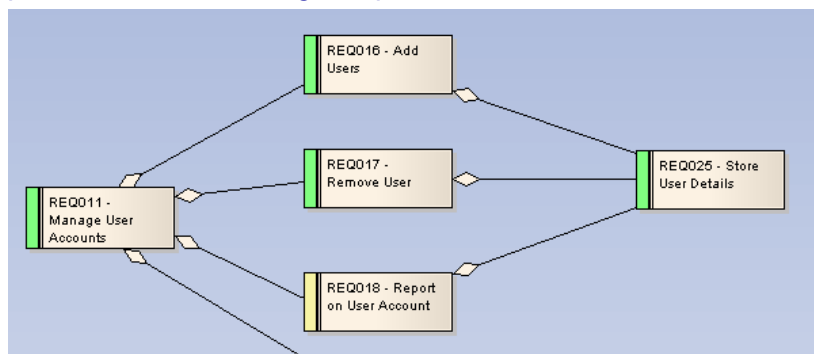 REQ016 - Add
Users
REQ017 -
Remove User
REQ025 - Store
User Details
REQ011 -
Manage User
Accounts
REQ018 - Report
on User Account